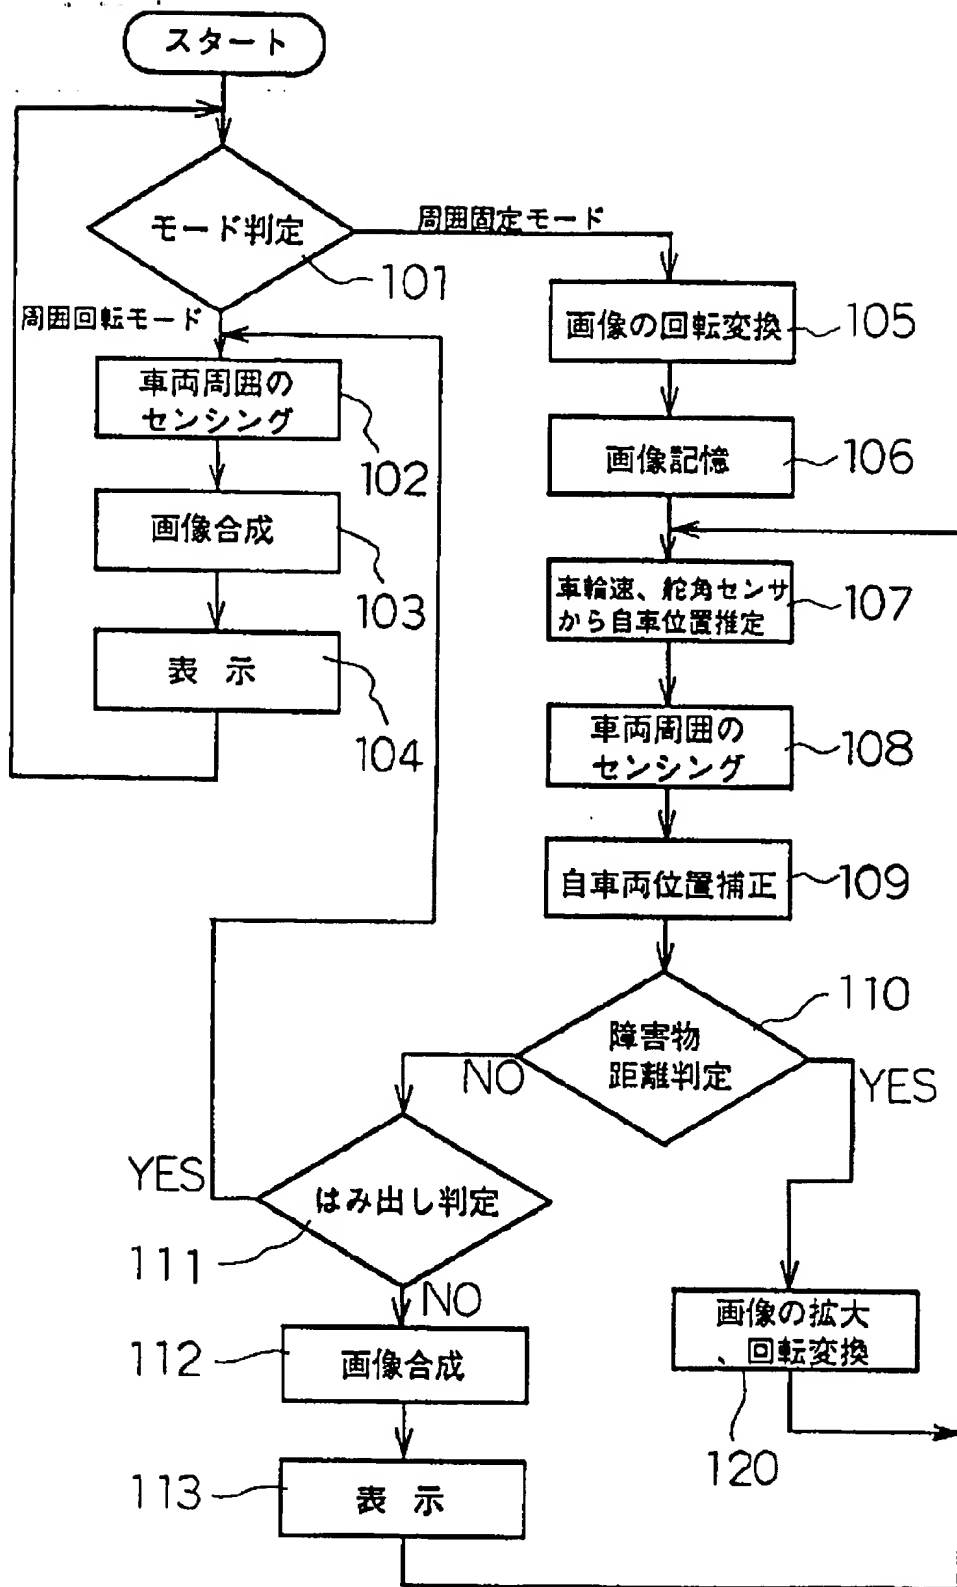 スタート
モード判定
101
周囲固定モード
周囲回転モード
車両周囲の
センシング
102
画像合成
103
表 示
104
画像の回転変換
105
画像記憶
106
車輪速、舵角センサ
から自車位置推定
107
車両周囲の
センシング
108
自車両位置補正
109
障害物
距離判定
110
NO
YES
はみ出し判定
111
YES
NO
画像合成
112
表 示
113
画像の拡大
、回転変換
120